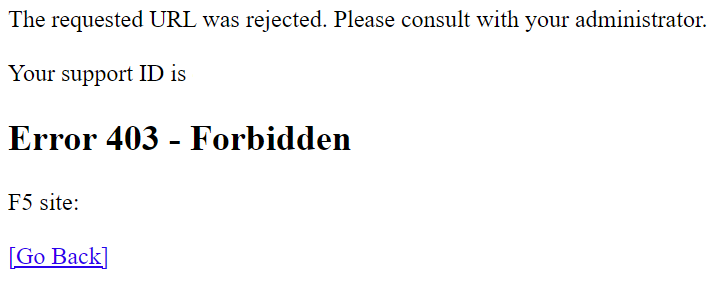 The requested URL was rejected. Please consult with your administrator.
Your support ID is
Error 403 - Forbidden
F5 site:
[Go Back]